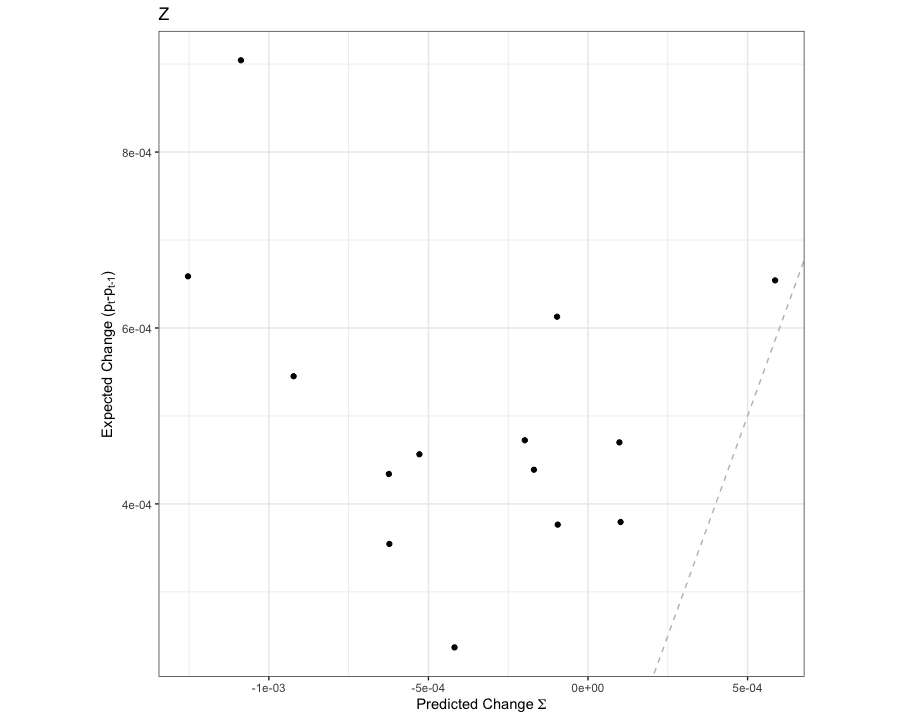 Z
8e-04
6e-04
4e-04
Expected Change (pt-pt-1)
-1e-03
-5e-04
0e+00
5e-04
Predicted Change Σ